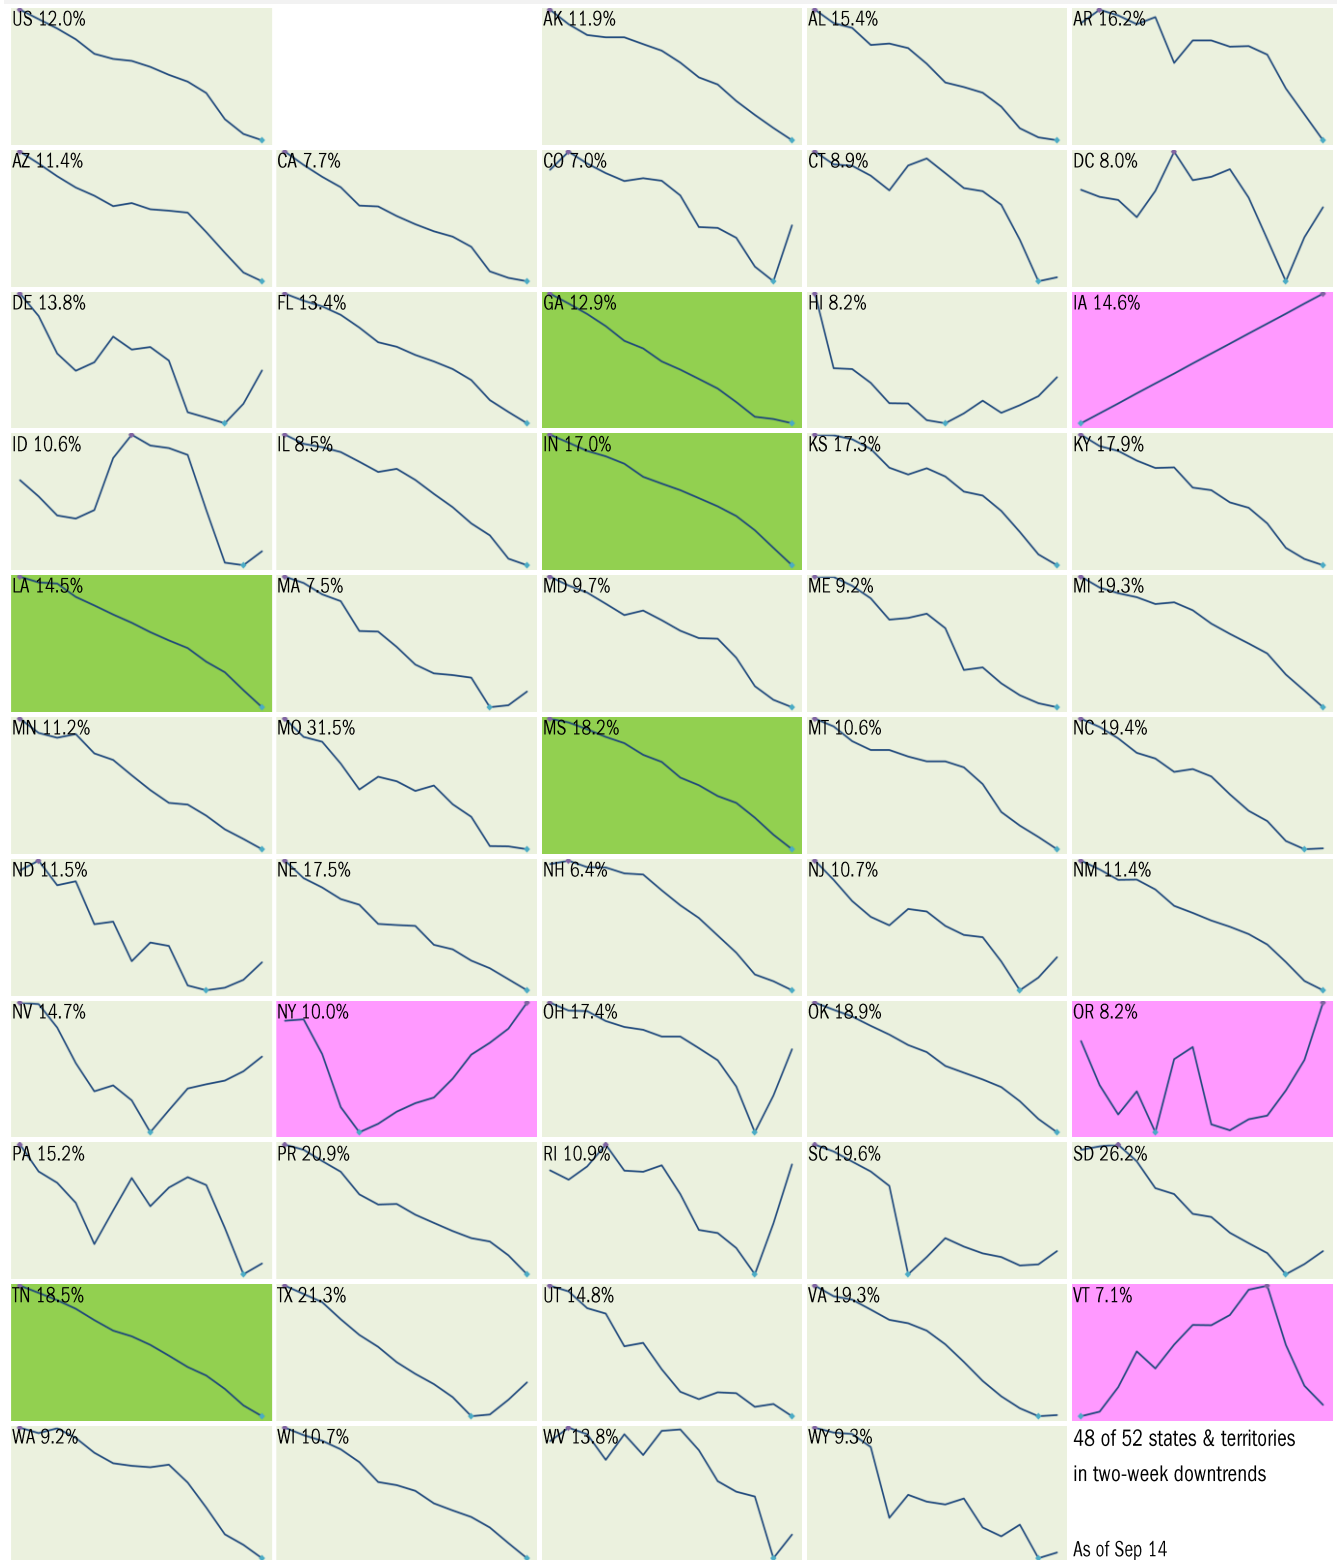 US 12.0%
AK 11.9%
AL 15.4%
AR 16.2%
AZ 11.4%
CA 7.7%
CO 7.0%
CT 8.9%
DC 8.0%
DE 13.8%
FL 13.4%
GA 12.9%
HI 8.2%
IA 14.6%
ID 10.6%
IL 8.5%
IN 17.0%
KS 17.3%
KY 17.9%
LA 14.5%
MA 7.5%
MD 9.7%
ME 9.2%
MI 19.3%
MN 11.2%
MO 31.5%
MS 18.2%
MT 10.6%
NC 19.4%
ND 11.5%
NE 17.5%
NH 6.4%
NJ 10.7%
NM 11.4%
NV 14.7%
NY 10.0%
OH 17.4%
OK 18.9%
OR 8.2%
PA 15.2%
PR 20.9%
RI 10.9%
SC 19.6%
SD 26.2%
TN 18.5%
TX 21.3%
UT 14.8%
VA 19.3%
VT 7.1%
WA 9.2%
WI 10.7%
WV 13.8%
WY 9.3%
48 of 52 states & territories
in two-week downtrends
As of Sep 14